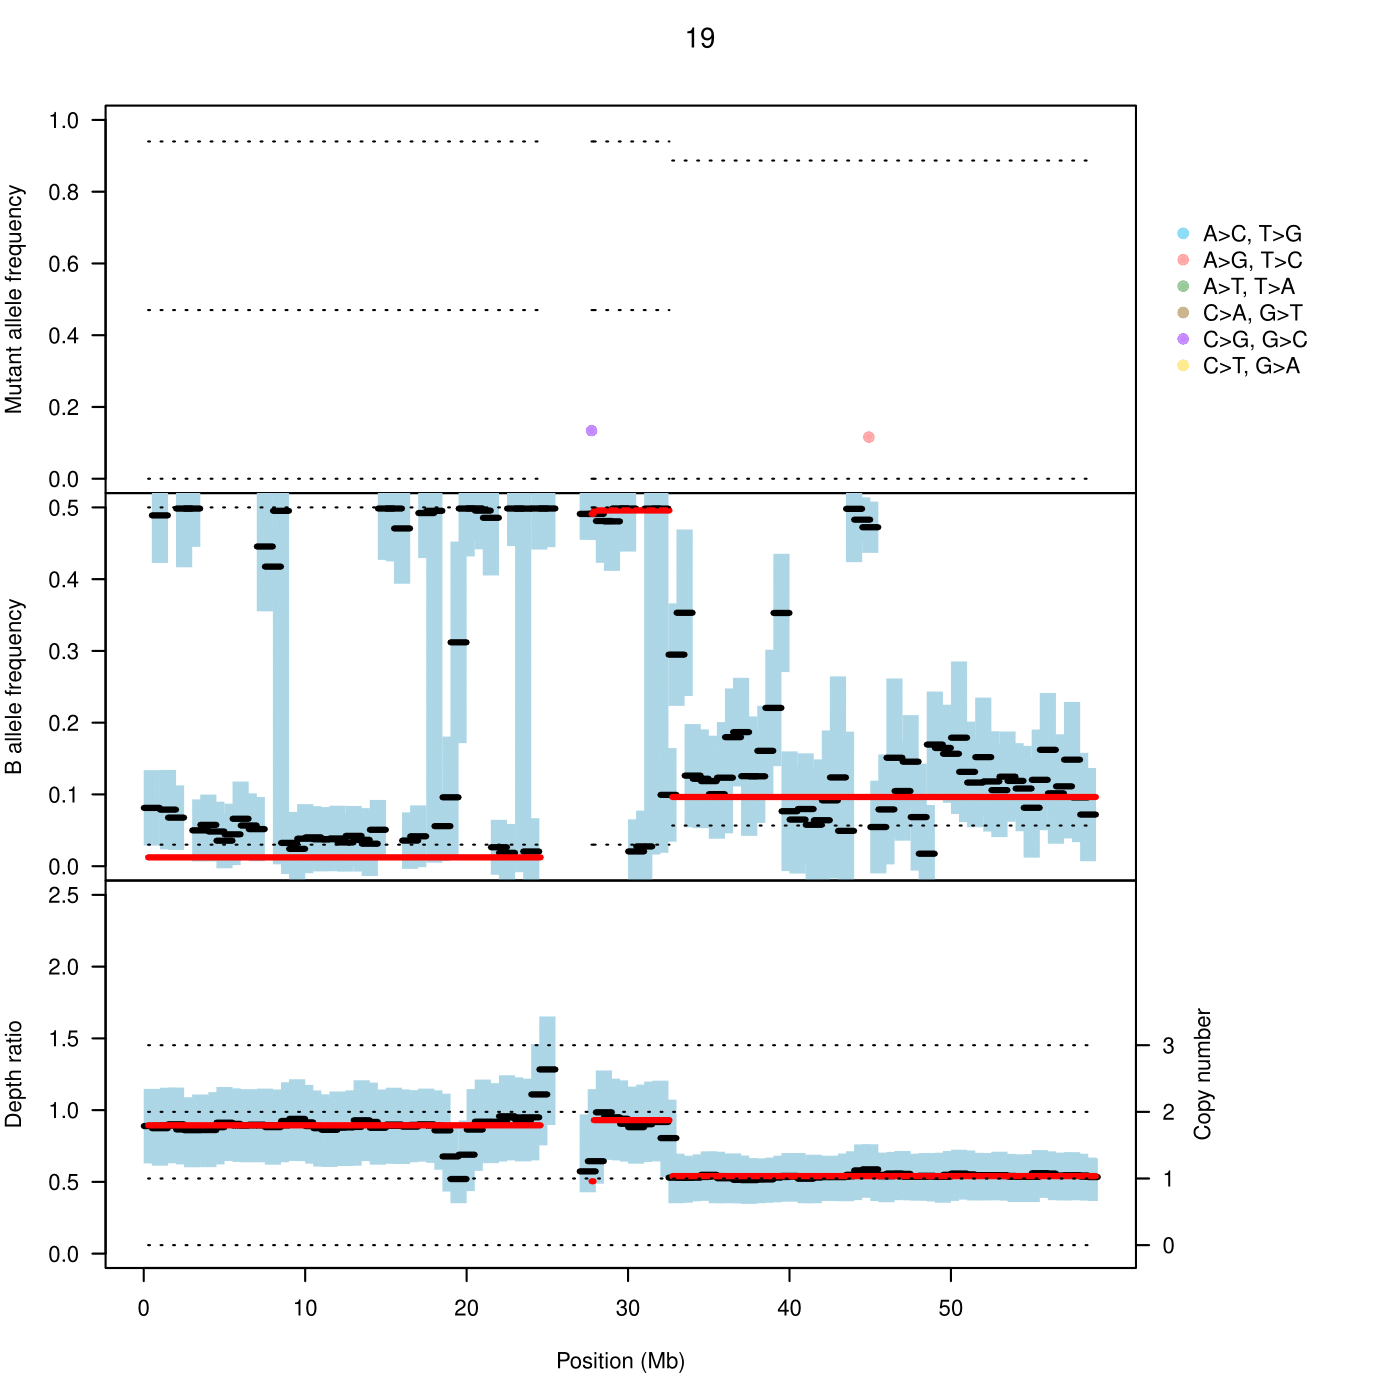 19
Mutant allele frequency
1.0
0.8
0.6
0.4
0.2
0.0
A>C, T>G
A>G, T>C
A>T, T>A
C>A, G>T
C>G, G>C
C>T, G>A
B allele frequency
0.5
0.4
0.3
0.2
0.1
0.0
Depth ratio
2.5
2.0
1.5
1.0
0.5
0.0
3
2
1
0
Copy number
0 10 20 30 40 50
Position (Mb)